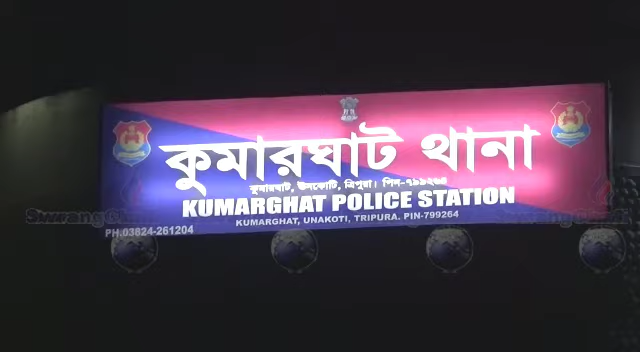 কুমারঘাট থানা
কুমারঘাট, ঊনকোটি, ত্রিপুরা। পিন-৭৯৯২৬৪
KUMARGHAT POLICE STATION
KUMARGHAT, UNAKOTI, TRIPURA. PIN-799264
PH.03824-261204